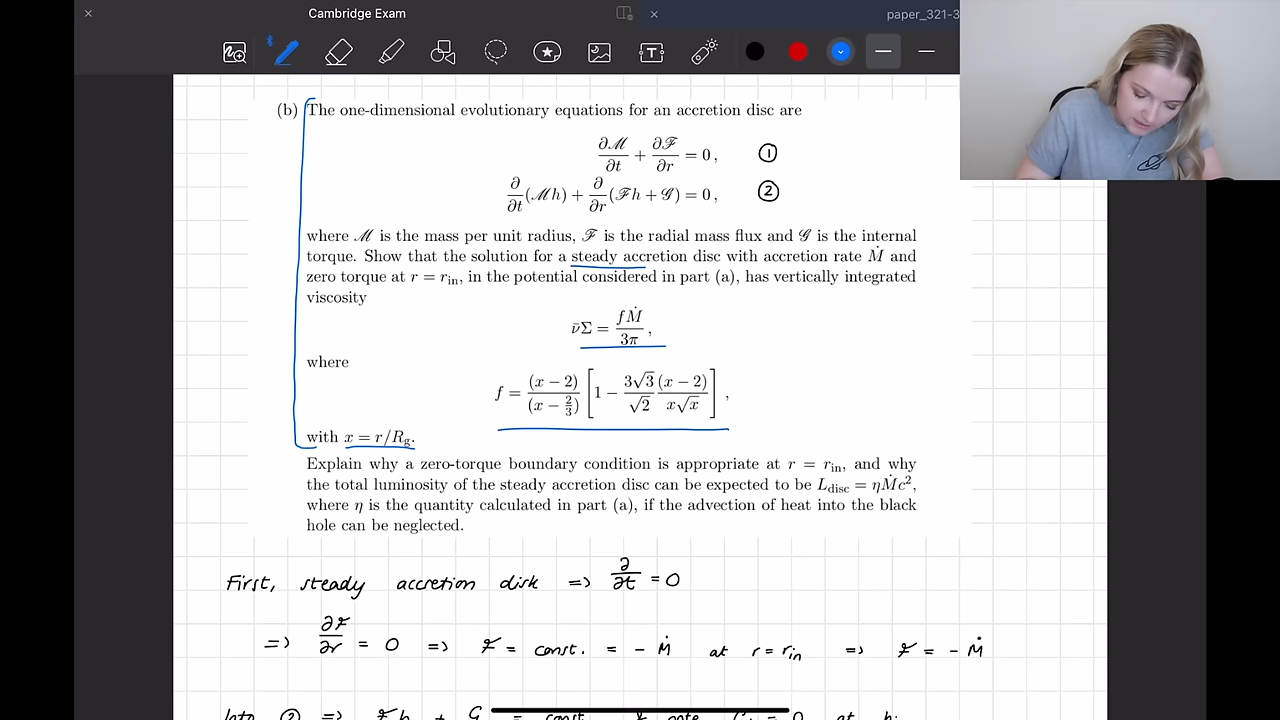 Cambridge Exam
paper_321-3
(b) The one-dimensional evolutionary equations for an accretion disc are
∂ℳ/∂t + ∂ℱ/∂r = 0 , ①
∂/∂t (ℳh) + ∂/∂r (ℱh + 𝒢) = 0 , ②
where ℳ is the mass per unit radius, ℱ is the radial mass flux and 𝒢 is the internal
torque. Show that the solution for a steady accretion disc with accretion rate Ṁ and
zero torque at r = r_in, in the potential considered in part (a), has vertically integrated
viscosity
ν̄Σ = fṀ/3π ,
where
f = (x − 2)/(x − 2/3) [1 − 3√3/√2 (x − 2)/x√x] ,
with x = r/R_g.
Explain why a zero-torque boundary condition is appropriate at r = r_in, and why
the total luminosity of the steady accretion disc can be expected to be L_disc = ηṀc²,
where η is the quantity calculated in part (a), if the advection of heat into the black
hole can be neglected.
First, steady accretion disk => ∂/∂t = 0
=> ∂ℱ/∂r = 0 => ℱ = const. = - Ṁ at r = r_in => ℱ = - Ṁ
Into ② => ℱh + G = const